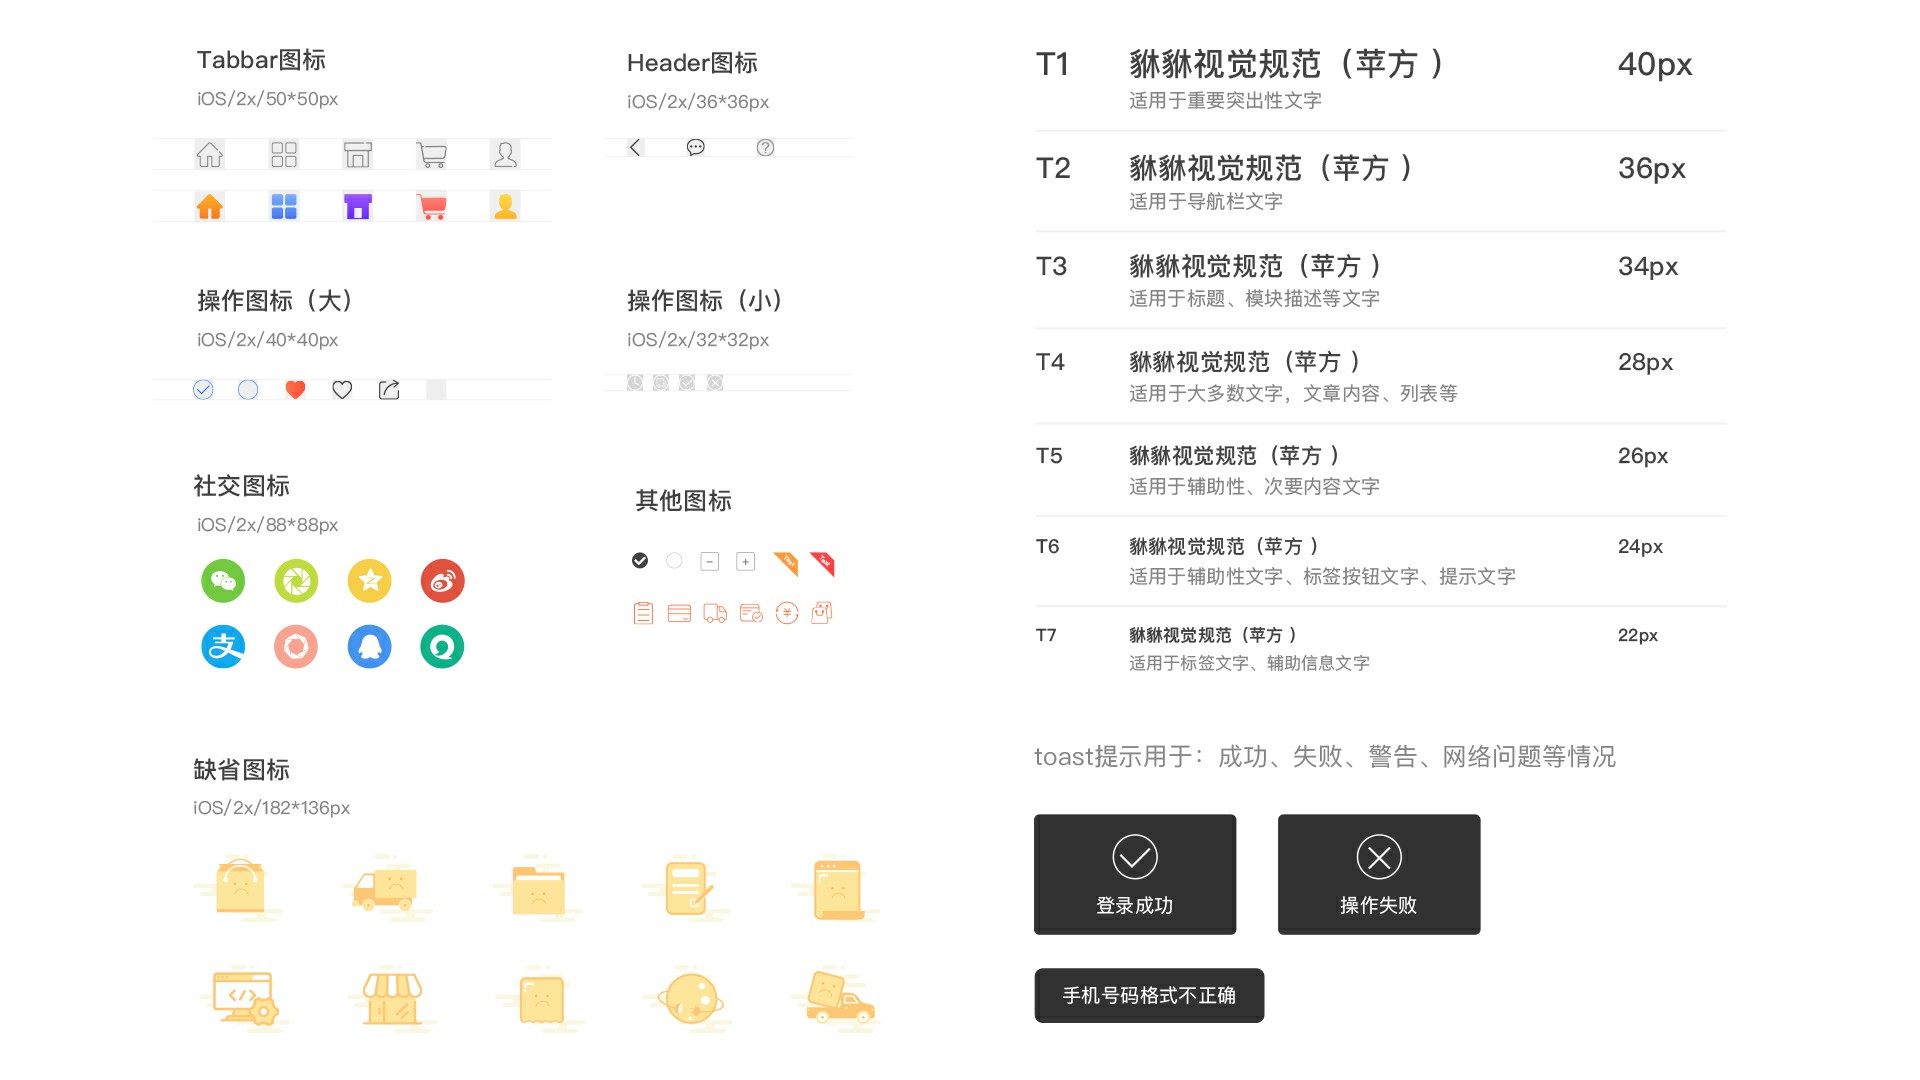 Tabbar图标
iOS/2x/50*50px
Header图标
iOS/2x/36*36px
操作图标（大）
iOS/2x/40*40px
操作图标（小）
iOS/2x/32*32px
社交图标
iOS/2x/88*88px
支
其他图标
缺省图标
iOS/2x/182*136px
T1 貅貅视觉规范（苹方 ） 40px
适用于重要突出性文字
T2 貅貅视觉规范（苹方 ） 36px
适用于导航栏文字
T3 貅貅视觉规范（苹方 ） 34px
适用于标题、模块描述等文字
T4 貅貅视觉规范（苹方 ） 28px
适用于大多数文字，文章内容、列表等
T5 貅貅视觉规范（苹方 ） 26px
适用于辅助性、次要内容文字
T6 貅貅视觉规范（苹方 ） 24px
适用于辅助性文字、标签按钮文字、提示文字
T7 貅貅视觉规范（苹方 ） 22px
适用于标签文字、辅助信息文字
toast提示用于：成功、失败、警告、网络问题等情况
登录成功
操作失败
手机号码格式不正确